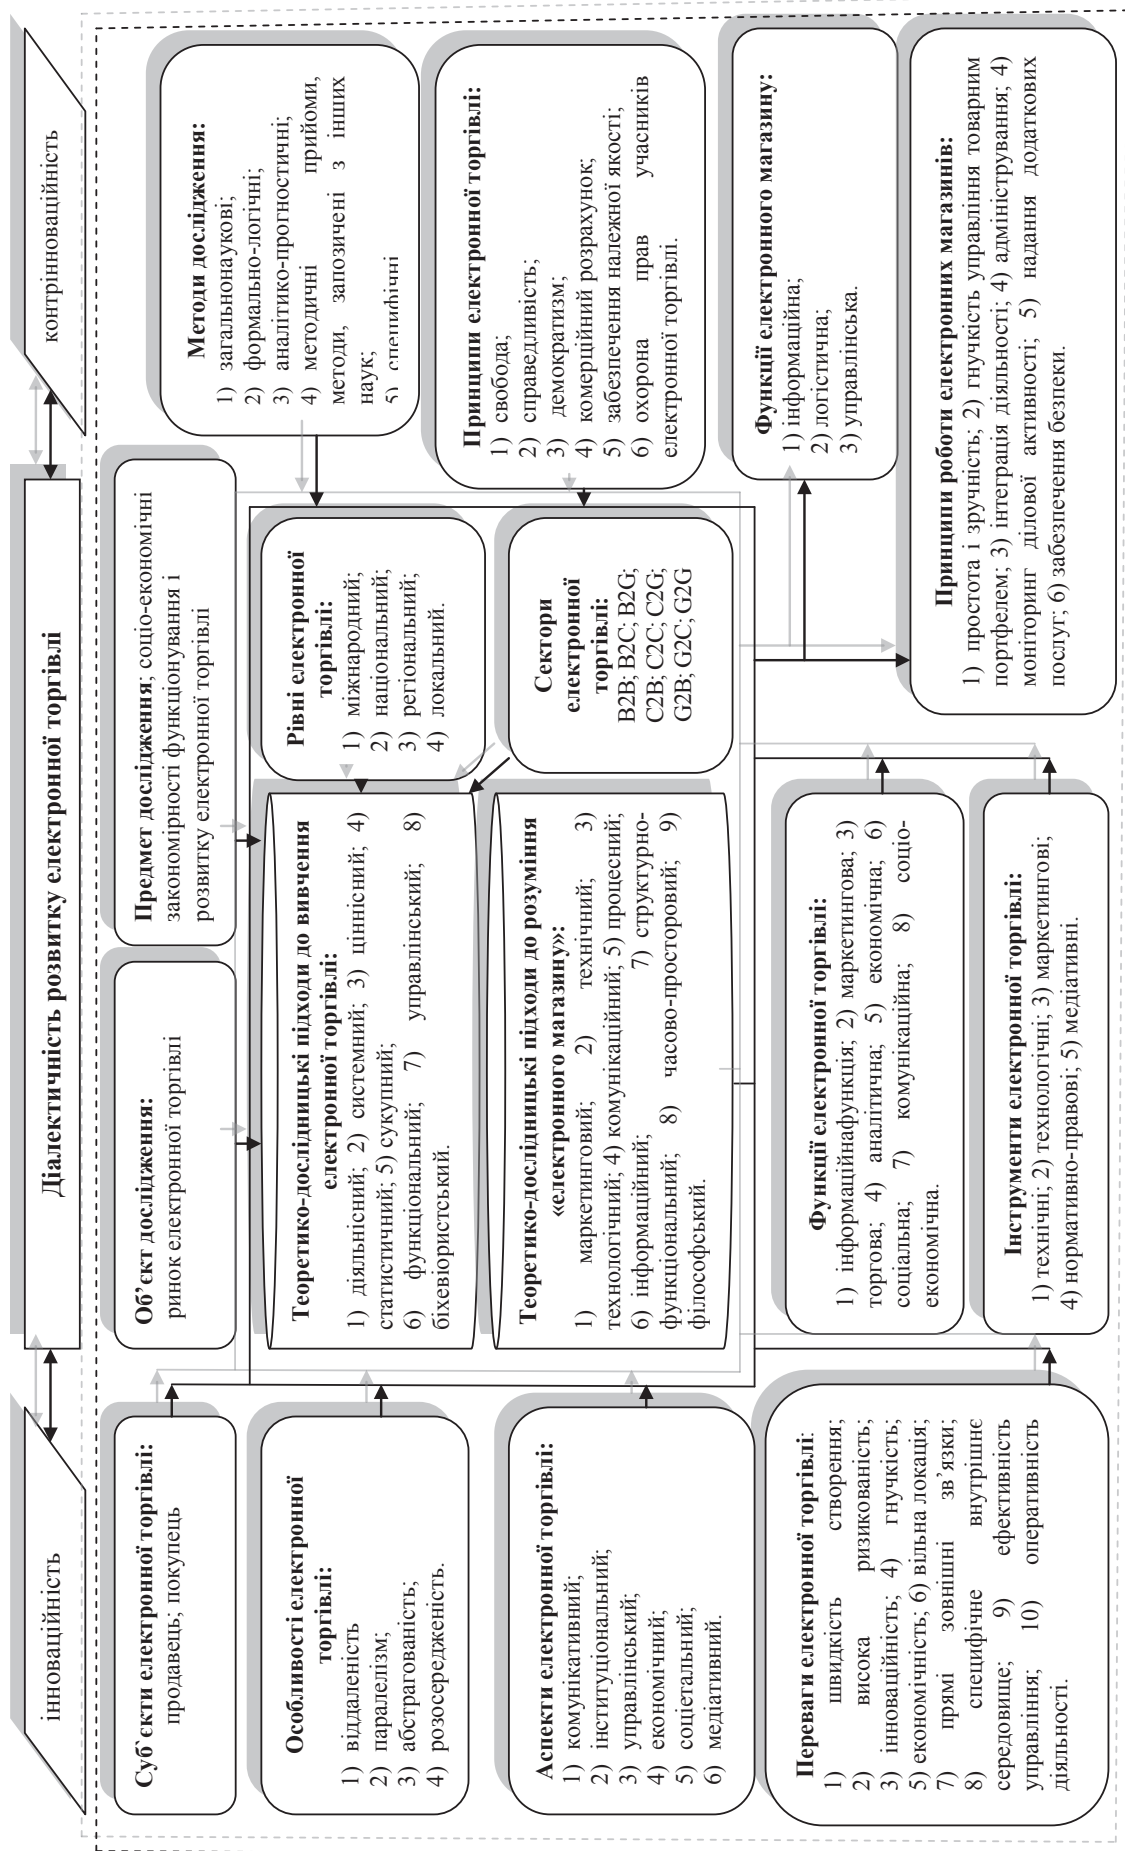 інноваційність
Діалектичність розвитку електронної торгівлі
контрінноваційність
Суб`єкти електронної торгівлі:
продавець; покупець
Об’єкт дослідження:
ринок електронної торгівлі
Предмет дослідження; соціо-економічні
закономірності функціонування і
розвитку електронної торгівлі
Методи дослідження:
1) загальнонаукові;
2) формально-логічні;
3) аналітико-прогностичні;
4) методичні прийоми,
методи, запозичені з інших
наук;
5) специфічні
Особливості електронної
торгівлі:
1) віддаленість
2) паралелізм;
3) абстрагованість;
4) розосередженість.
Теоретико-дослідницькі підходи до вивчення
електронної торгівлі:
1) діяльнісний; 2) системний; 3) ціннісний; 4)
статистичний; 5) сукупний;
6) функціональний; 7) управлінський; 8)
біхевіористський.
Рівні електронної
торгівлі:
1) міжнародний;
2) національний;
3) регіональний;
4) локальний.
Принципи електронної торгівлі:
1) свобода;
2) справедливість;
3) демократизм;
4) комерційний розрахунок;
5) забезпечення належної якості;
6) охорона прав учасників
електронної торгівлі.
Аспекти електронної торгівлі:
1) комунікативний;
2) інституціональний;
3) управлінський;
4) економічний;
5) соцієтальний;
6) медіативний.
Теоретико-дослідницькі підходи до розуміння
«електронного магазину»:
1) маркетинговий; 2) технічний; 3)
технологічний; 4) комунікаційний; 5) процесний;
6) інформаційний; 7) структурно-
функціональний; 8) часово-просторовий; 9)
філософський.
Сектори
електронної
торгівлі:
B2B; B2C; B2G;
C2B; C2C; C2G;
G2B; G2C; G2G
Функції електронного магазину:
1) інформаційна;
2) логістична;
3) управлінська.
Переваги електронної торгівлі:
1) швидкість створення;
2) висока ризикованість;
3) інноваційність; 4) гнучкість;
5) економічність; 6) вільна локація;
7) прямі зовнішні зв’язки;
8) специфічне внутрішнє
середовище; 9) ефективність
управління; 10) оперативність
діяльності.
Функції електронної торгівлі:
1) інформаційнафункція; 2) маркетингова; 3)
торгова; 4) аналітична; 5) економічна; 6)
соціальна; 7) комунікаційна; 8) соціо-
економічна.
Інструменти електронної торгівлі:
1) технічні; 2) технологічні; 3) маркетингові;
4) нормативно-правові; 5) медіативні.
Принципи роботи електронних магазинів:
1) простота і зручність; 2) гнучкість управління товарним
портфелем; 3) інтеграція діяльності; 4) адміністрування; 4)
моніторинг ділової активності; 5) надання додаткових
послуг; 6) забезпечення безпеки.